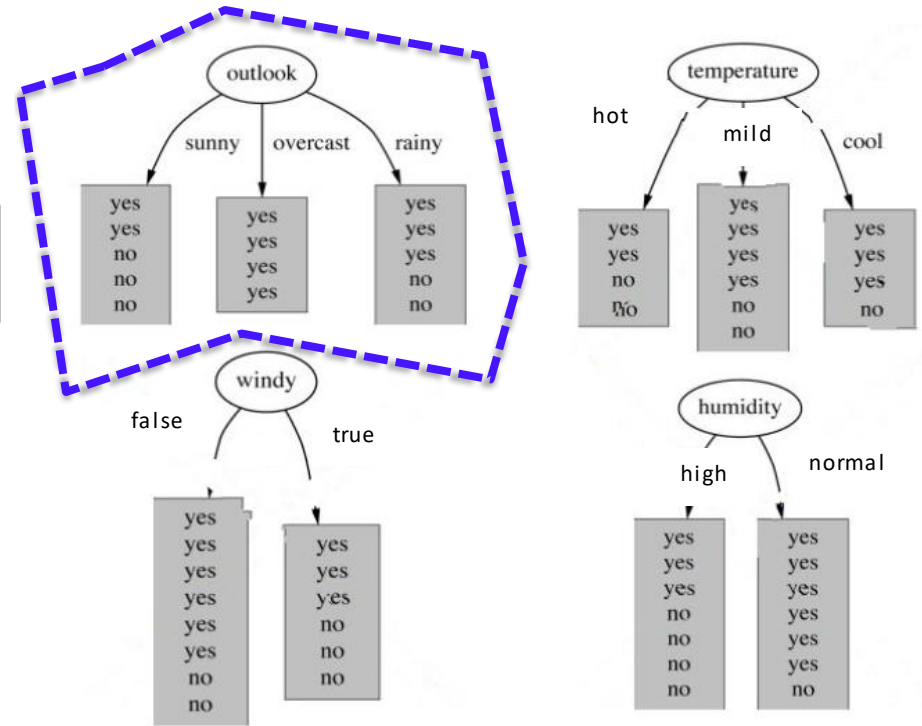 outlook
sunny
overcast
rainy
yes
yes
no
no
no
yes
yes
yes
yes
yes
yes
yes
no
no
temperature
hot
mild
cool
yes
yes
no
no
yes
yes
yes
yes
no
no
yes
yes
yes
no
windy
false
true
yes
yes
yes
yes
yes
yes
no
no
yes
yes
yes
no
no
no
humidity
high
normal
yes
yes
yes
no
no
no
no
yes
yes
yes
yes
yes
yes
no